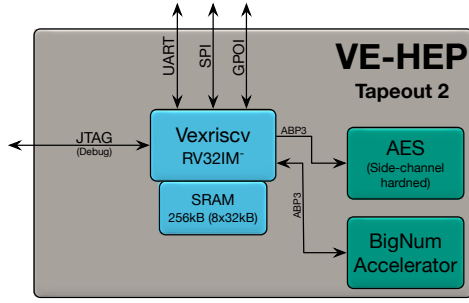 UART
SPI
GPOI
VE-HEP
Tapeout 2
JTAG
(Debug)
Vexriscv
RV32IM⁻
ABP3
AES
(Side-channel
hardned)
SRAM
256kB (8x32kB)
ABP3
BigNum
Accelerator